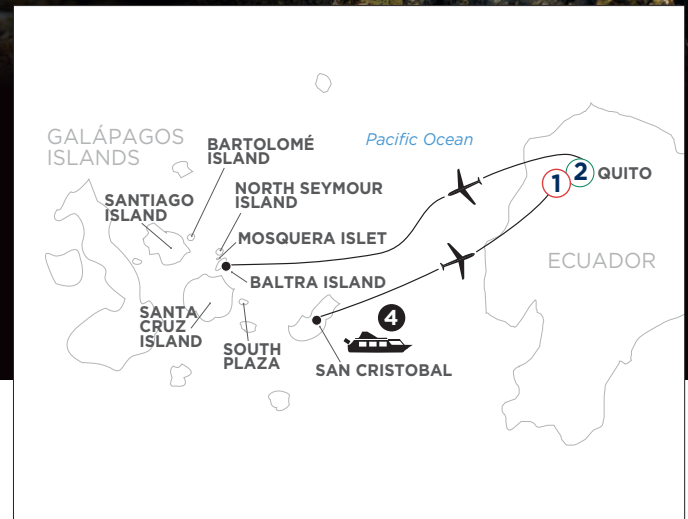 GALÁPAGOS
ISLANDS
BARTOLOMÉ
ISLAND
Pacific Ocean
NORTH SEYMOUR
ISLAND
SANTIAGO
ISLAND
MOSQUERA ISLET
BALTRA ISLAND
1
2
QUITO
ECUADOR
SANTA
CRUZ
ISLAND
SOUTH
PLAZA
4
SAN CRISTOBAL